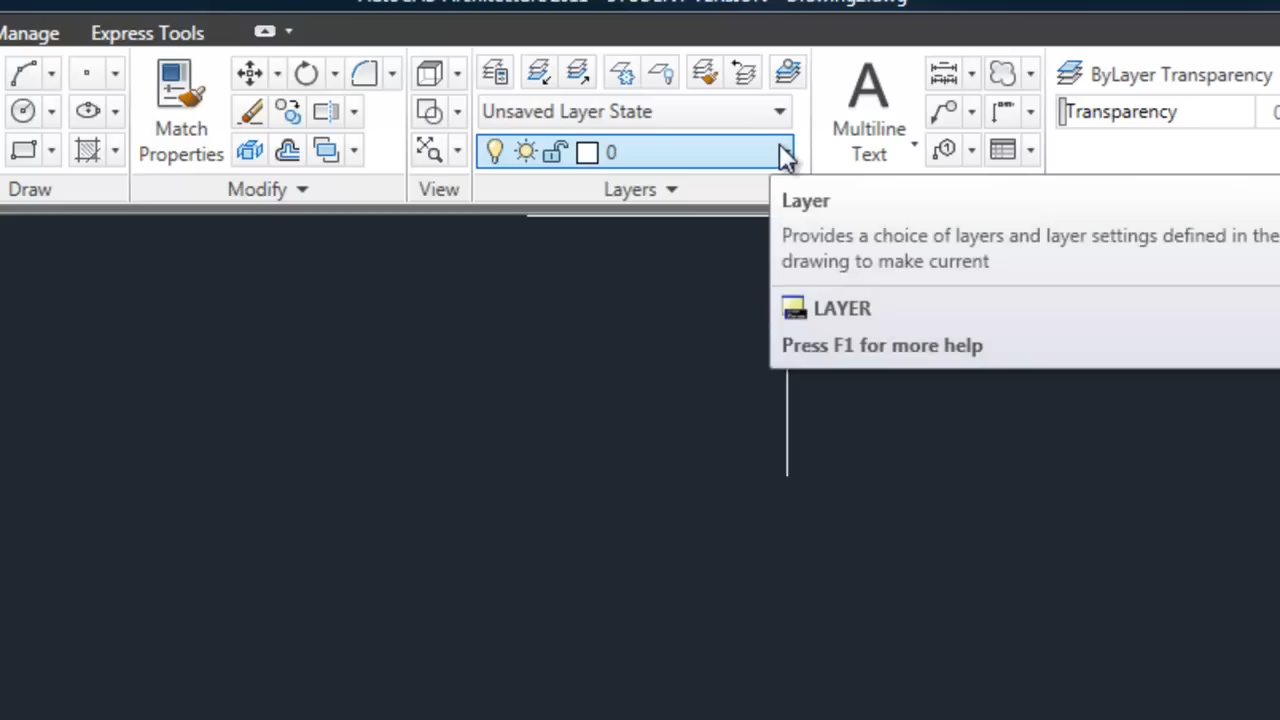 Manage
Express Tools
Match
Properties
Unsaved Layer State
0
A
Multiline
Text
ByLayer Transparency
Transparency
Draw
Modify
View
Layers
Layer
Provides a choice of layers and layer settings defined in the
drawing to make current
LAYER
Press F1 for more help